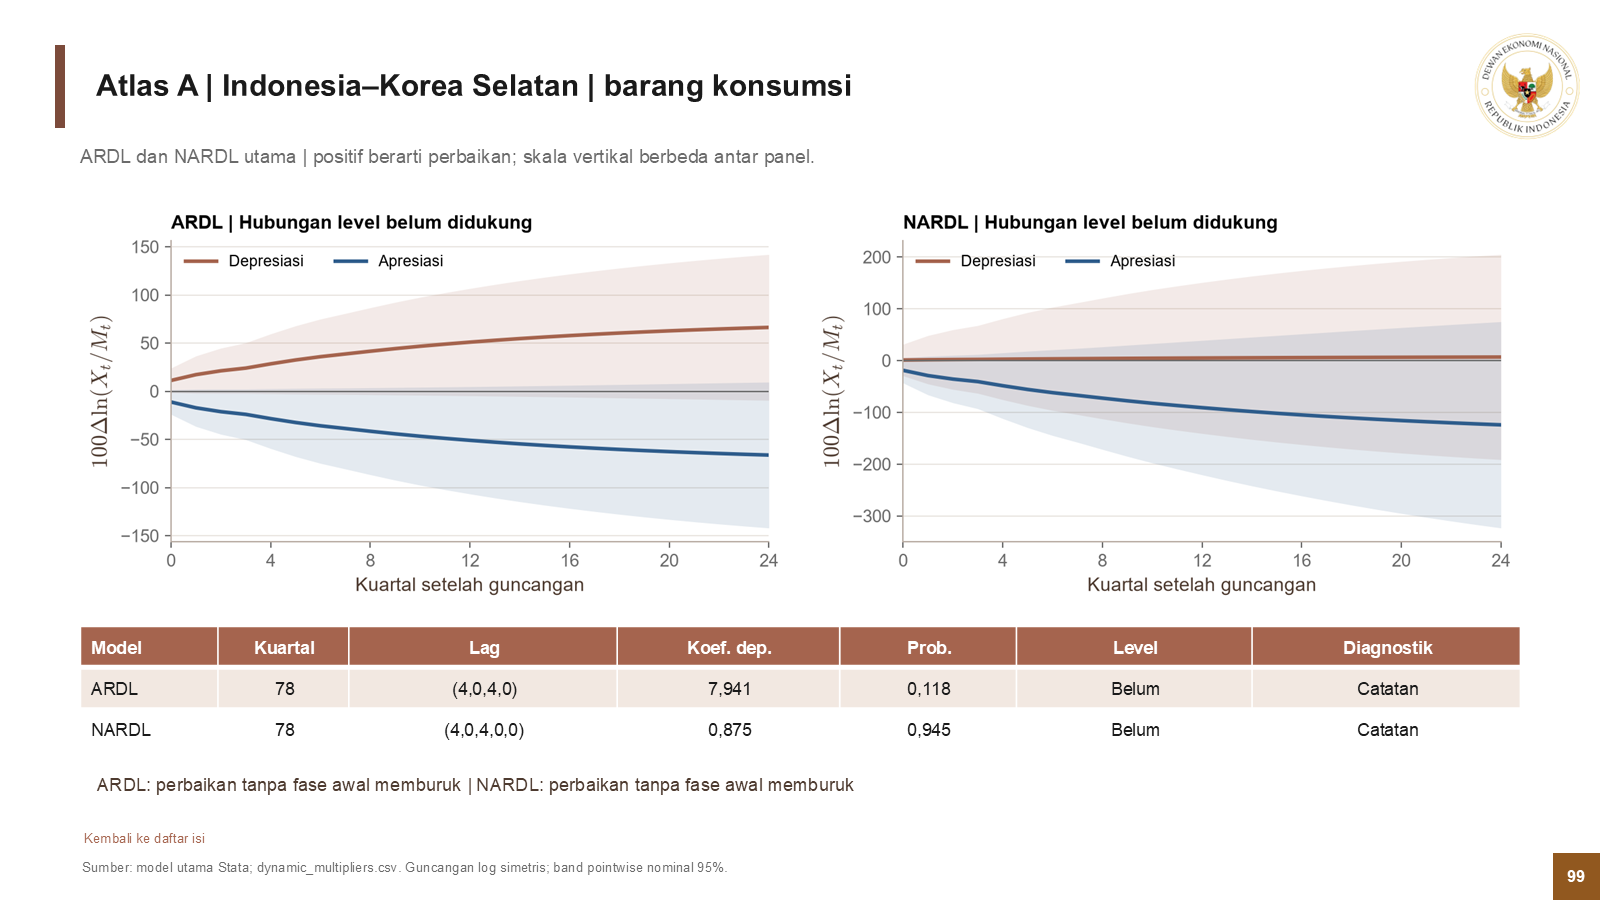 Atlas A | Indonesia–Korea Selatan | barang konsumsi
DEWAN EKONOMI NASIONAL
REPUBLIK INDONESIA
ARDL dan NARDL utama | positif berarti perbaikan; skala vertikal berbeda antar panel.
ARDL | Hubungan level belum didukung
Depresiasi
Apresiasi
100Δln(X_t/M_t)
150
100
50
0
−50
−100
−150
0 4 8 12 16 20 24
Kuartal setelah guncangan
NARDL | Hubungan level belum didukung
Depresiasi
Apresiasi
100Δln(X_t/M_t)
200
100
0
−100
−200
−300
0 4 8 12 16 20 24
Kuartal setelah guncangan
Model Kuartal Lag Koef. dep. Prob. Level Diagnostik
ARDL 78 (4,0,4,0) 7,941 0,118 Belum Catatan
NARDL 78 (4,0,4,0,0) 0,875 0,945 Belum Catatan
ARDL: perbaikan tanpa fase awal memburuk | NARDL: perbaikan tanpa fase awal memburuk
Kembali ke daftar isi
Sumber: model utama Stata; dynamic_multipliers.csv. Guncangan log simetris; band pointwise nominal 95%.
99